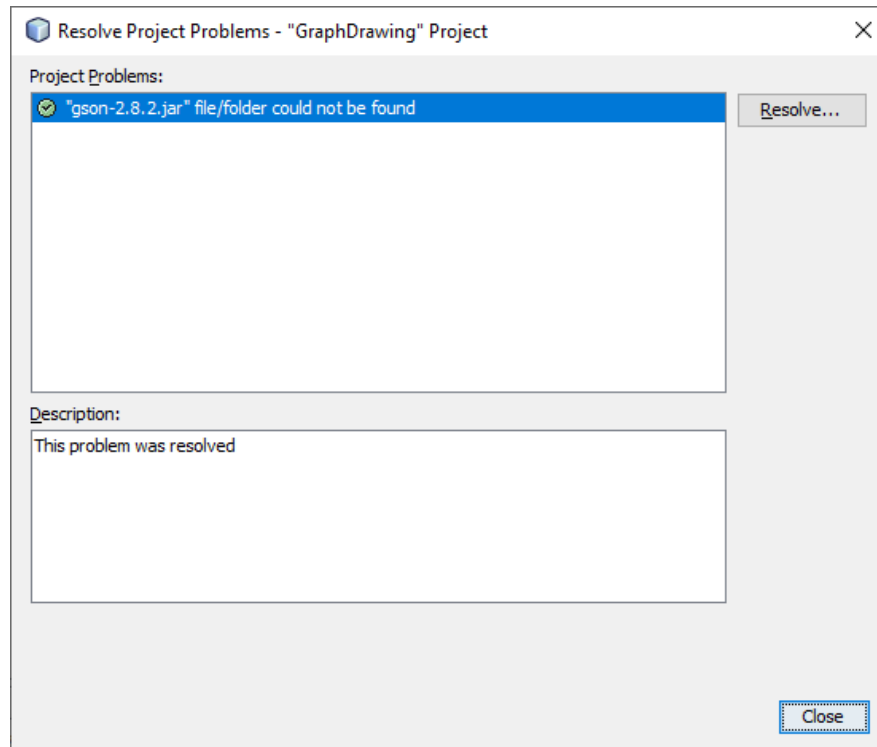 Resolve Project Problems - "GraphDrawing" Project
Project Problems:
"gson-2.8.2.jar" file/folder could not be found
Resolve...
Description:
This problem was resolved
Close